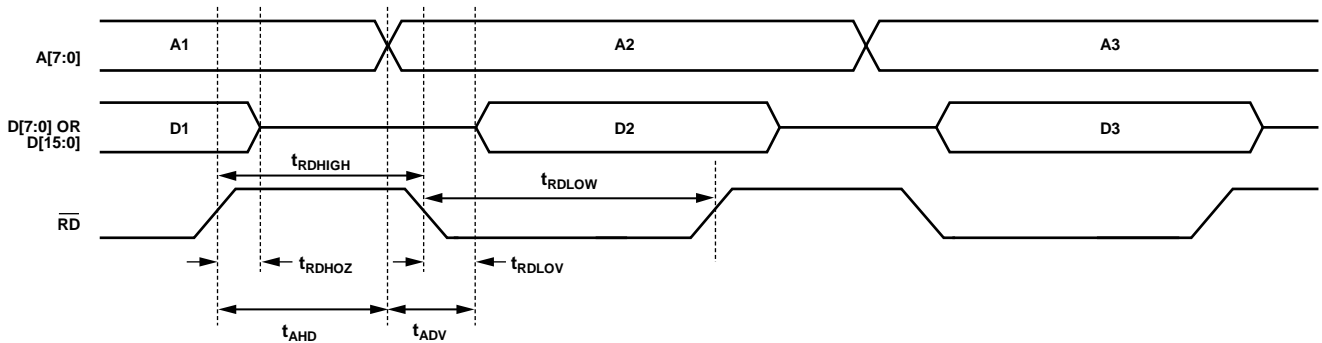 A[7:0]
A1
A2
A3
D[7:0] OR
D[15:0]
D1
D2
D3
tRDHIGH
tRDLOW
RD
tRDHOZ
tRDLOV
tAHD
tADV